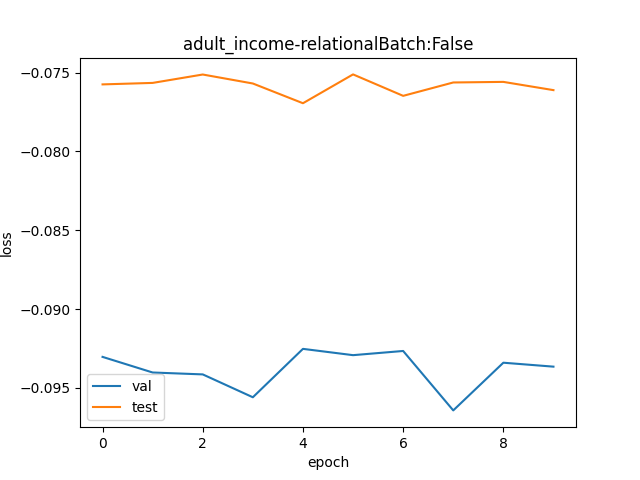 adult_income-relationalBatch:False
−0.075
−0.080
−0.085
−0.090
−0.095
loss
0 2 4 6 8
epoch
val
test